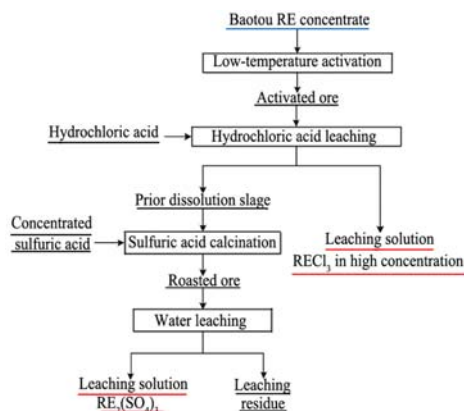 Baotou RE concentrate
Low-temperature activation
Activated ore
Hydrochloric acid
Hydrochloric acid leaching
Prior dissolution slage
Concentrated
sulfuric acid
Sulfuric acid calcination
Leaching solution
RECl₃ in high concentration
Roasted ore
Water leaching
Leaching solution
RE₂(SO₄)₃
Leaching
residue